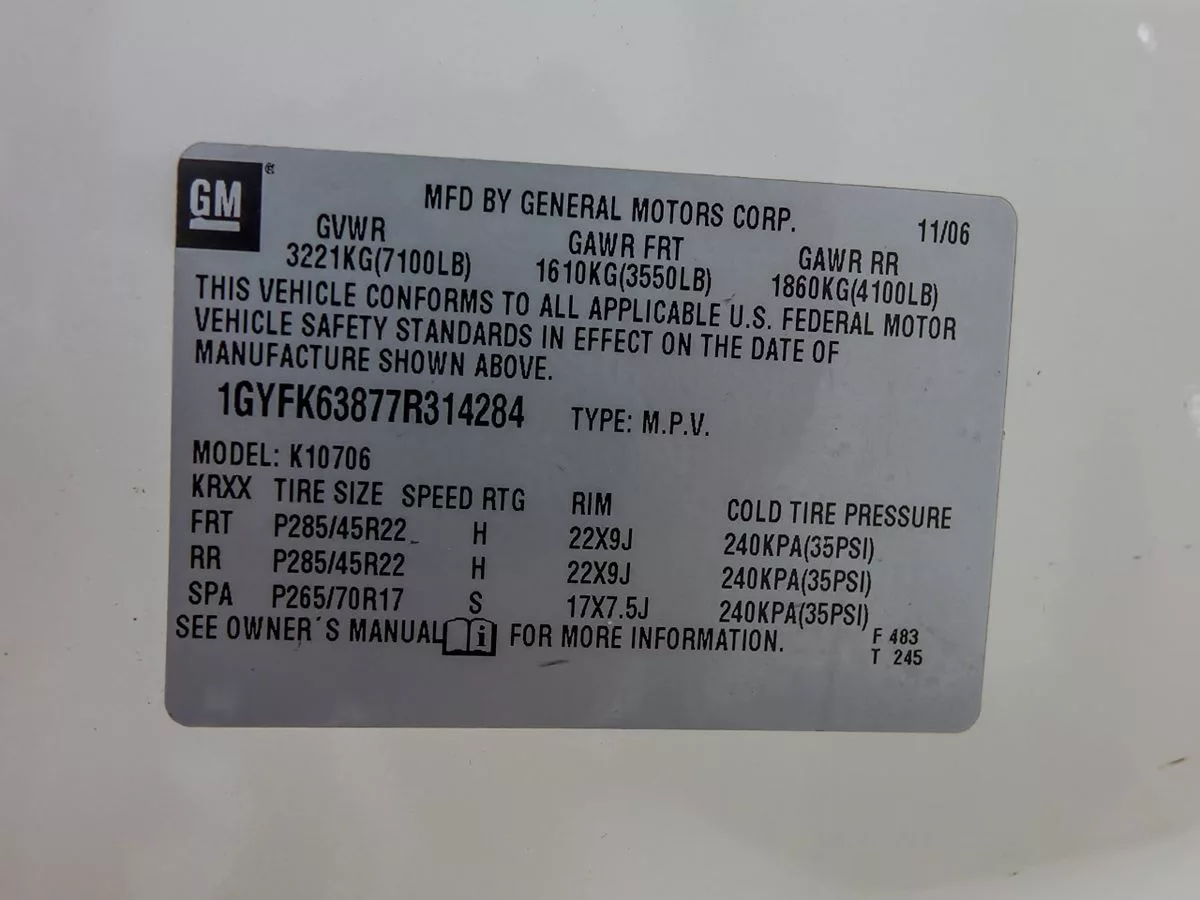 GM
MFD BY GENERAL MOTORS CORP. 11/06
GVWR GAWR FRT GAWR RR
3221KG(7100LB) 1610KG(3550LB) 1860KG(4100LB)
THIS VEHICLE CONFORMS TO ALL APPLICABLE U.S. FEDERAL MOTOR
VEHICLE SAFETY STANDARDS IN EFFECT ON THE DATE OF
MANUFACTURE SHOWN ABOVE.
1GYFK63877R314284 TYPE: M.P.V.
MODEL: K10706
KRXX TIRE SIZE SPEED RTG RIM COLD TIRE PRESSURE
FRT P285/45R22 H 22X9J 240KPA(35PSI)
RR P285/45R22 H 22X9J 240KPA(35PSI)
SPA P265/70R17 S 17X7.5J 240KPA(35PSI)
SEE OWNER´S MANUAL i FOR MORE INFORMATION. F 483
T 245